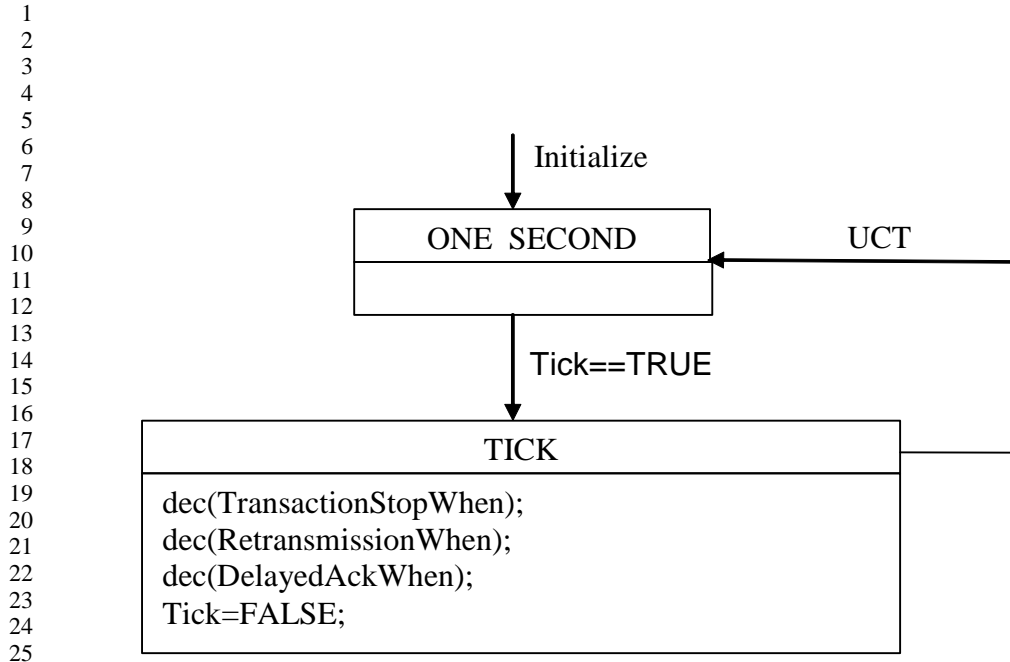 1
2
3
4
5
6
7
8
9
10
11
12
13
14
15
16
17
18
19
20
21
22
23
24
25
Initialize
ONE SECOND
UCT
Tick==TRUE
TICK
dec(TransactionStopWhen);
dec(RetransmissionWhen);
dec(DelayedAckWhen);
Tick=FALSE;